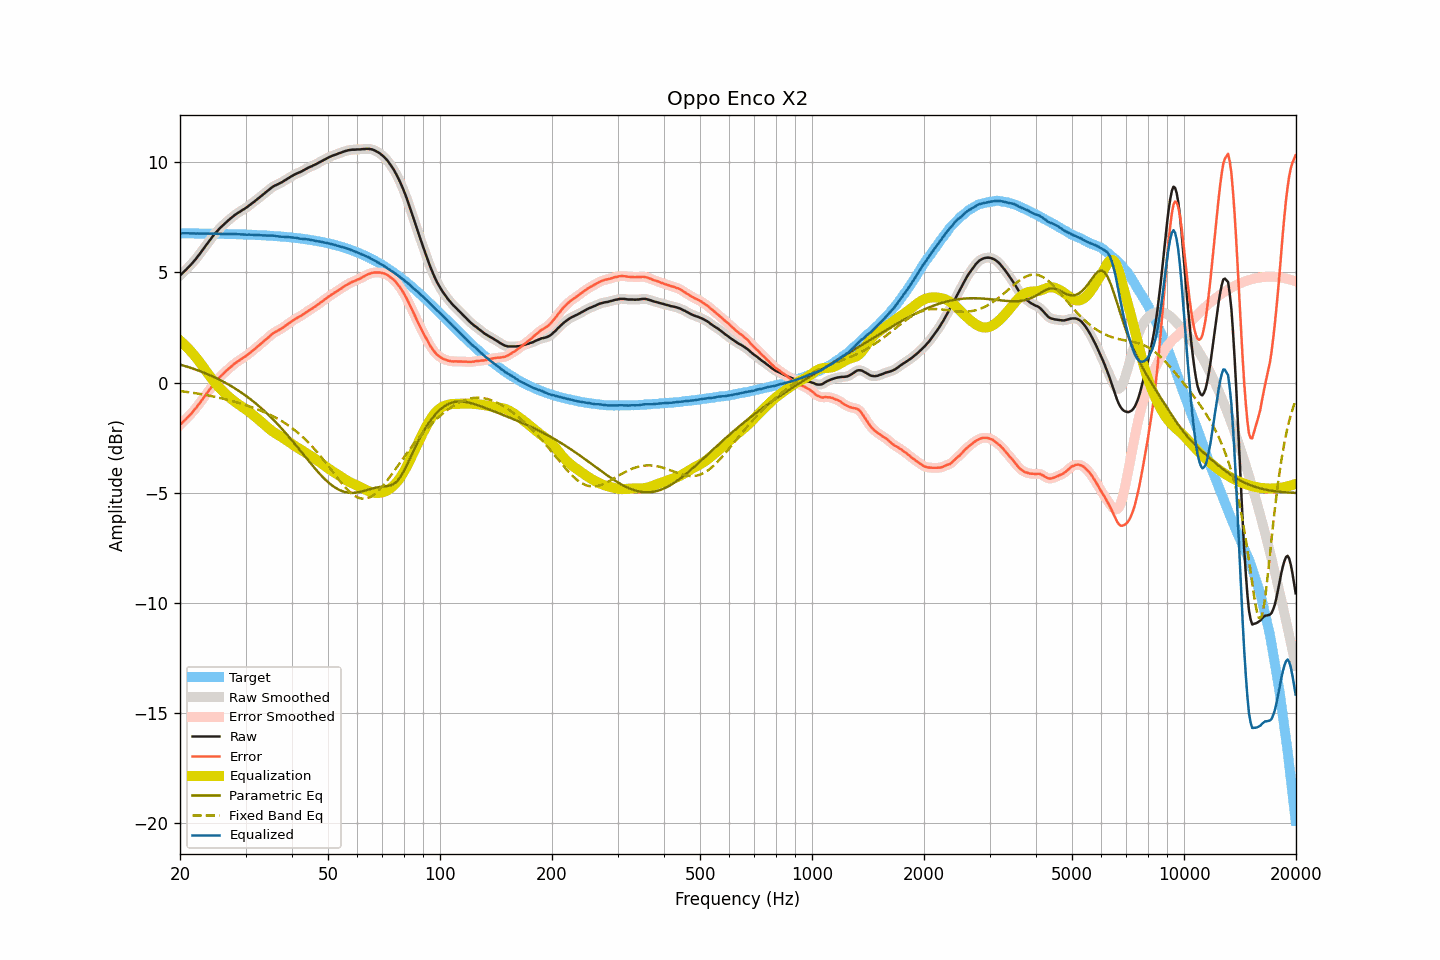 Oppo Enco X2
10
5
0
−5
−10
−15
−20
Amplitude (dBr)
Target
Raw Smoothed
Error Smoothed
Raw
Error
Equalization
Parametric Eq
Fixed Band Eq
Equalized
20 50 100 200 500 1000 2000 5000 10000 20000
Frequency (Hz)